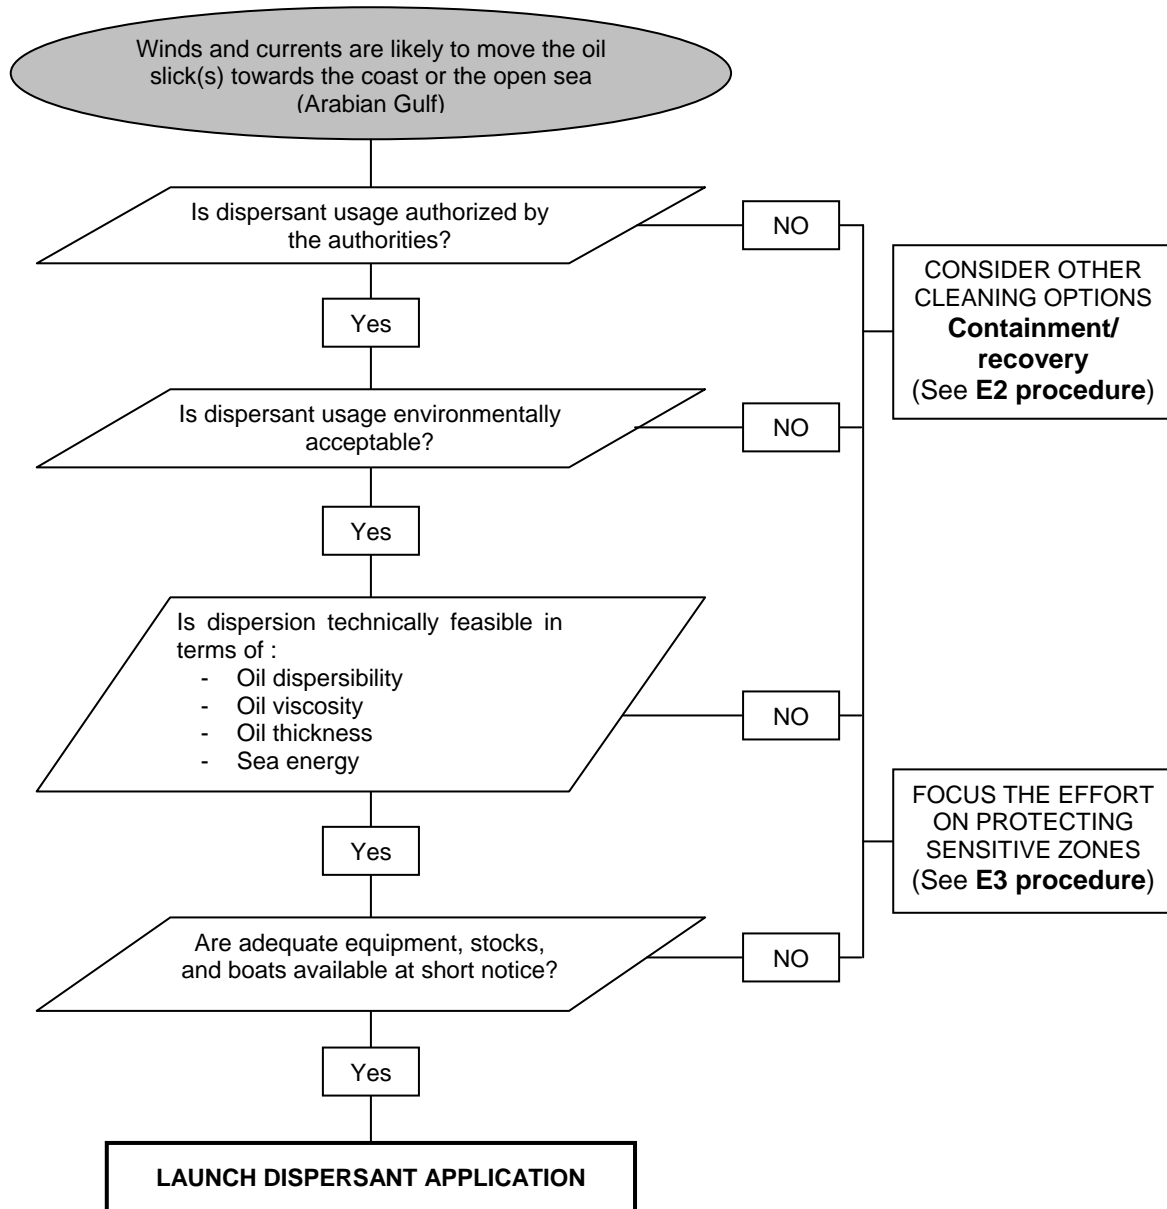 Winds and currents are likely to move the oil
slick(s) towards the coast or the open sea
(Arabian Gulf)
Is dispersant usage authorized by
the authorities?
NO
CONSIDER OTHER
CLEANING OPTIONS
Containment/
recovery
(See E2 procedure)
Yes
Is dispersant usage environmentally
acceptable?
NO
Yes
Is dispersion technically feasible in
terms of :
- Oil dispersibility
- Oil viscosity
- Oil thickness
- Sea energy
NO
FOCUS THE EFFORT
ON PROTECTING
SENSITIVE ZONES
(See E3 procedure)
Yes
Are adequate equipment, stocks,
and boats available at short notice?
NO
Yes
LAUNCH DISPERSANT APPLICATION